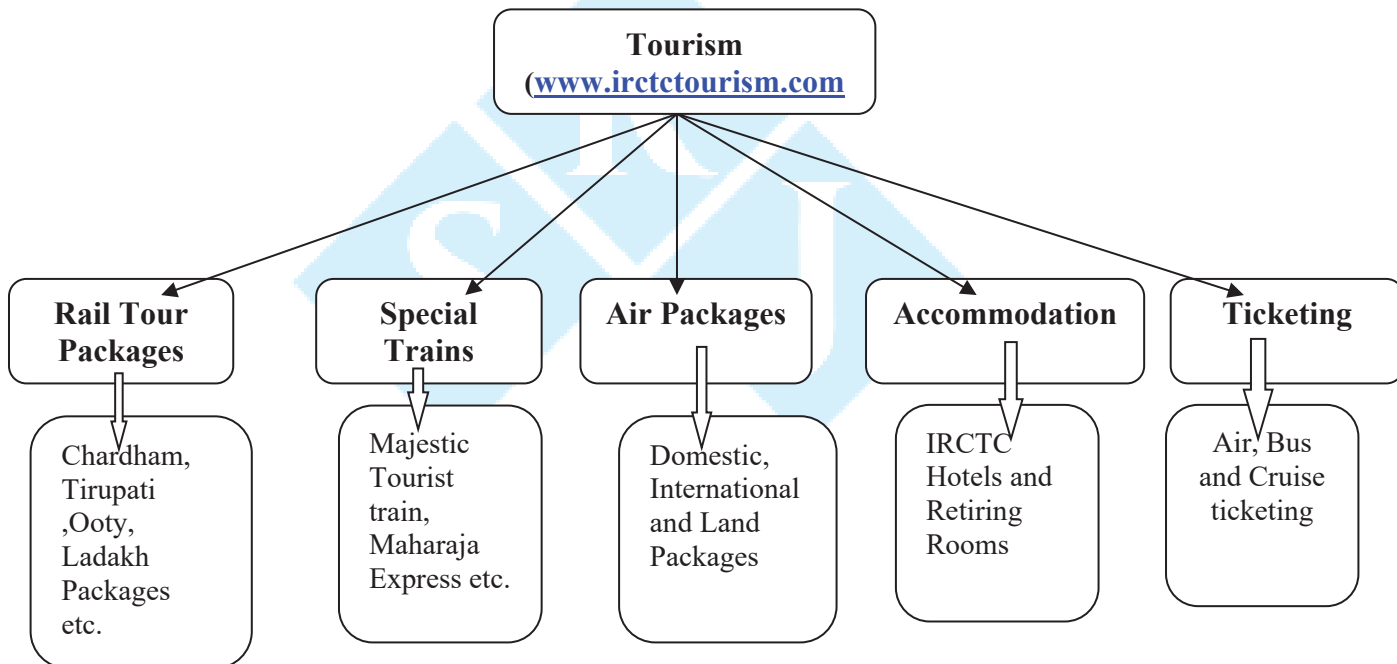 Tourism
(www.irctctourism.com
Rail Tour
Packages
Special
Trains
Air Packages
Accommodation
Ticketing
Chardham,
Tirupati
,Ooty,
Ladakh
Packages
etc.
Majestic
Tourist
train,
Maharaja
Express etc.
Domestic,
International
and Land
Packages
IRCTC
Hotels and
Retiring
Rooms
Air, Bus
and Cruise
ticketing
S
R
J